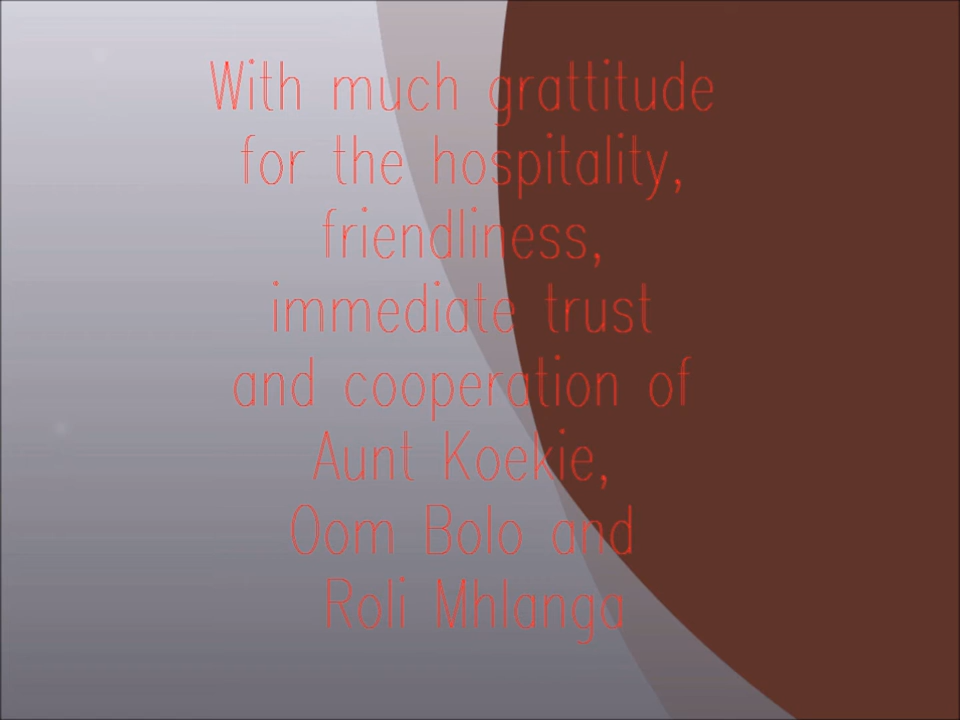 With much grattitude
for the hospitality,
friendliness,
immediate trust
and cooperation of
Aunt Koekie,
Oom Bolo and
Roli Mhlanga